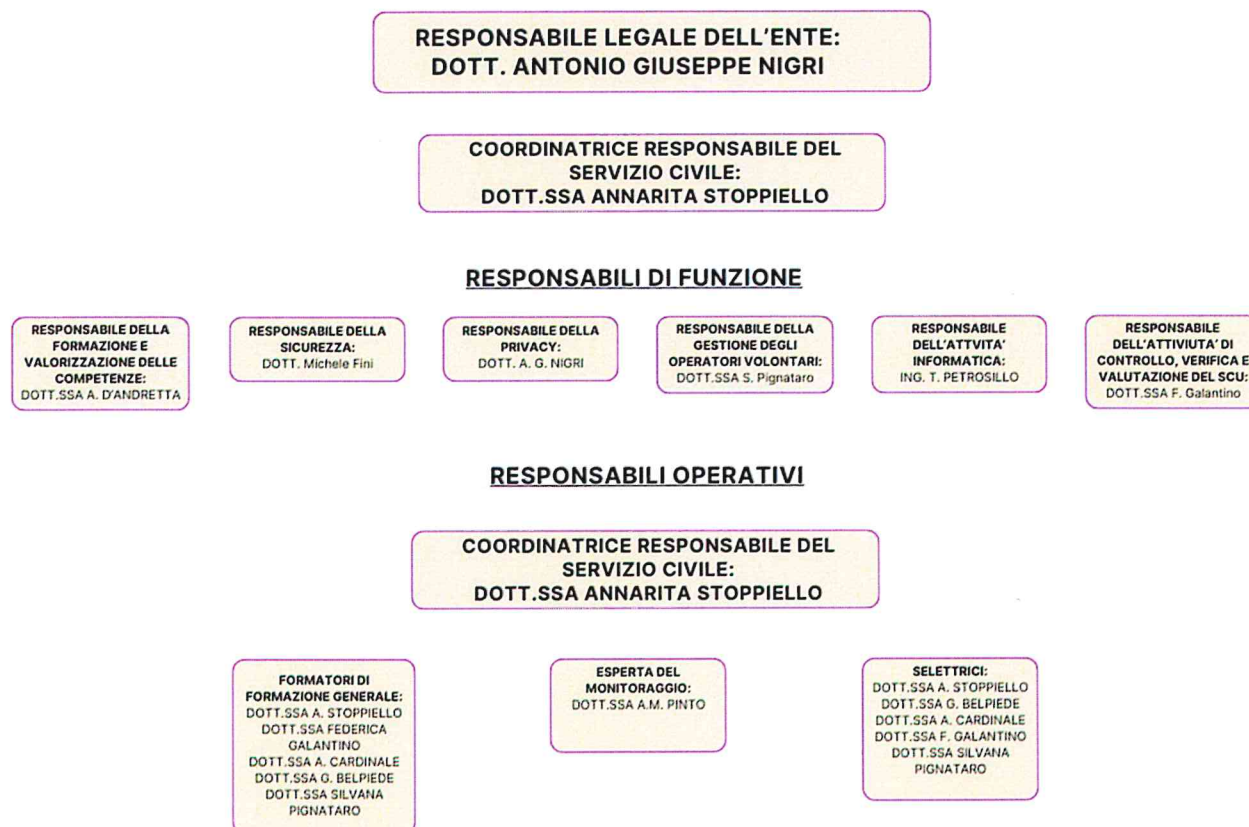 RESPONSABILE LEGALE DELL'ENTE:
DOTT. ANTONIO GIUSEPPE NIGRI
COORDINATRICE RESPONSABILE DEL
SERVIZIO CIVILE:
DOTT.SSA ANNARITA STOPPIELLO
RESPONSABILI DI FUNZIONE
RESPONSABILE DELLA
FORMAZIONE E
VALORIZZAZIONE DELLE
COMPETENZE:
DOTT.SSA A. D'ANDRETTA
RESPONSABILE DELLA
SICUREZZA:
DOTT. Michele Fini
RESPONSABILE DELLA
PRIVACY:
DOTT. A. G. NIGRI
RESPONSABILE DELLA
GESTIONE DEGLI
OPERATORI VOLONTARI:
DOTT.SSA S. Pignataro
RESPONSABILE
DELL'ATTVITA'
INFORMATICA:
ING. T. PETROSILLO
RESPONSABILE
DELL'ATTIVIUTA' DI
CONTROLLO, VERIFICA E
VALUTAZIONE DEL SCU:
DOTT.SSA F. Galantino
RESPONSABILI OPERATIVI
COORDINATRICE RESPONSABILE DEL
SERVIZIO CIVILE:
DOTT.SSA ANNARITA STOPPIELLO
FORMATORI DI
FORMAZIONE GENERALE:
DOTT.SSA A. STOPPIELLO
DOTT.SSA FEDERICA
GALANTINO
DOTT.SSA A. CARDINALE
DOTT.SSA G. BELPIEDE
DOTT.SSA SILVANA
PIGNATARO
ESPERTA DEL
MONITORAGGIO:
DOTT.SSA A.M. PINTO
SELETTRICI:
DOTT.SSA A. STOPPIELLO
DOTT.SSA G. BELPIEDE
DOTT.SSA A. CARDINALE
DOTT.SSA F. GALANTINO
DOTT.SSA SILVANA
PIGNATARO